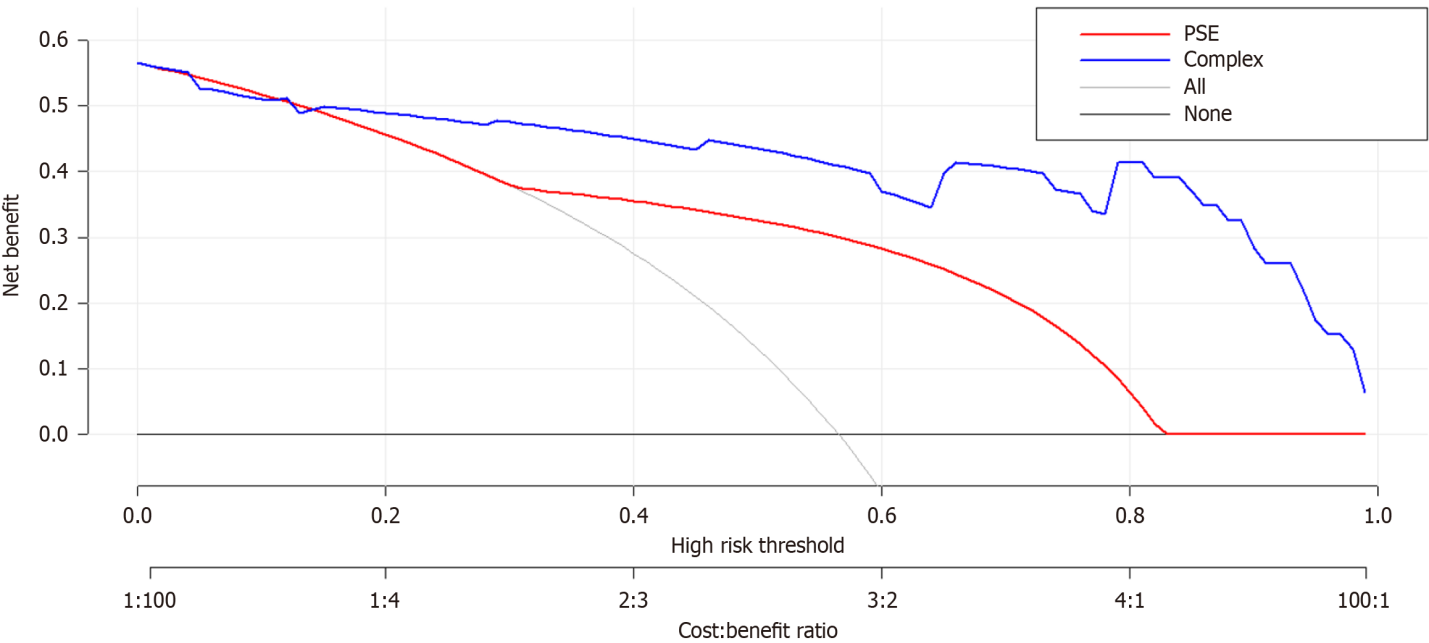 PSE
Complex
All
None
Net benefit
0.6
0.5
0.4
0.3
0.2
0.1
0.0
0.0 0.2 0.4 0.6 0.8 1.0
High risk threshold
1:100 1:4 2:3 3:2 4:1 100:1
Cost:benefit ratio